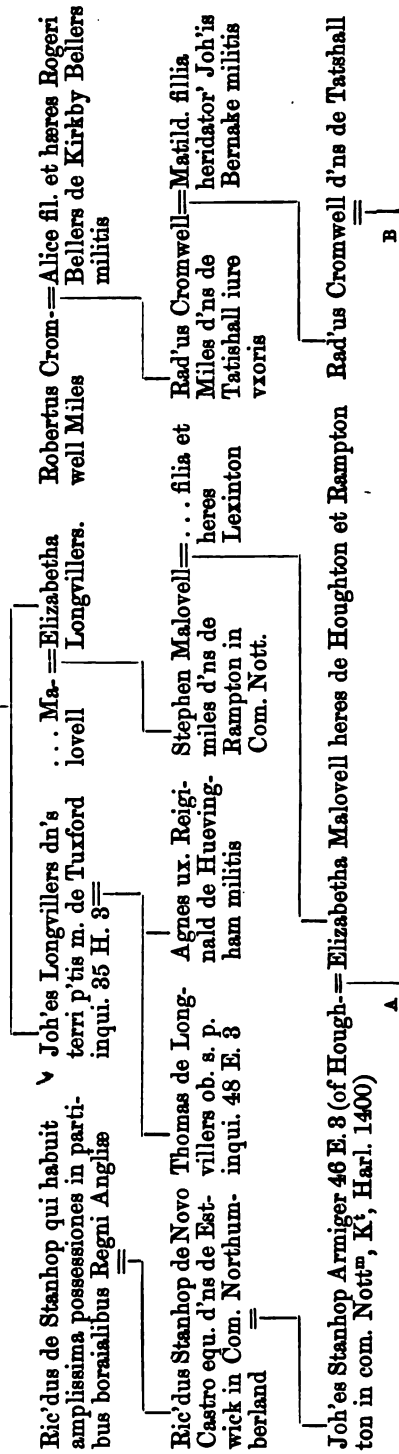 Ric'dus de Stanhop qui habuit
amplissima possessiones in parti-
bus boraialibus Regni Angliæ
Joh'es Longvillers dn's
terri p'tis m. de Tuxford
inqui. 35 H. 3
... Ma-
lovell
Elizabetha
Longvillers.
Robertus Crom-
well Miles
Alice fil. et hæres Rogeri
Bellers de Kirkby Bellers
militis
Ric'dus Stanhop de Novo
Castro equ. d'ns de Est-
wick in Com. Northum-
berland
Thomas de Long-
villers ob. s. p.
inqui. 48 E. 3
Agnes ux. Reigi-
nald de Hueving-
ham militis
Stephen Malovell
miles d'ns de
Rampton in
Com. Nott.
... filia et
heres
Lexinton
Rad'us Cromwell
Miles d'ns de
Tatishall iure
vxoris
Matild. fillia
heridator' Joh'is
Bernake militis
Joh'es Stanhop Armiger 46 E. 3 (of Hough-
ton in com. Nottᵐ, Kᵗ, Harl. 1400)
Elizabetha Malovell heres de Houghton et Rampton
Rad'us Cromwell d'ns de Tatshall
A
B